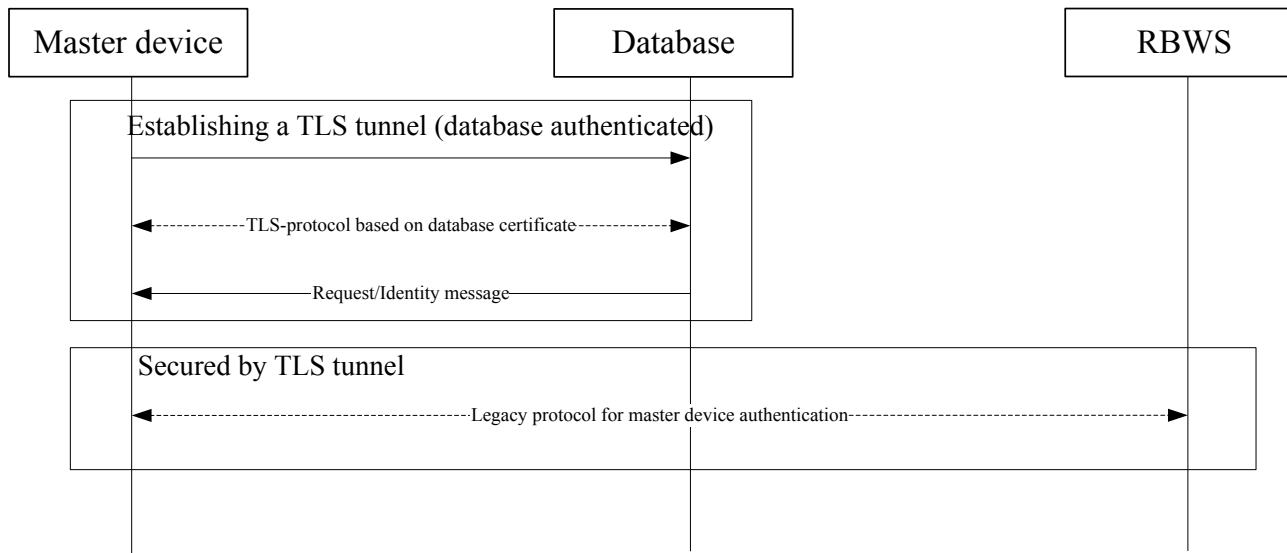 Master device
Database
RBWS
Establishing a TLS tunnel (database authenticated)
TLS-protocol based on database certificate
Request/Identity message
Secured by TLS tunnel
Legacy protocol for master device authentication